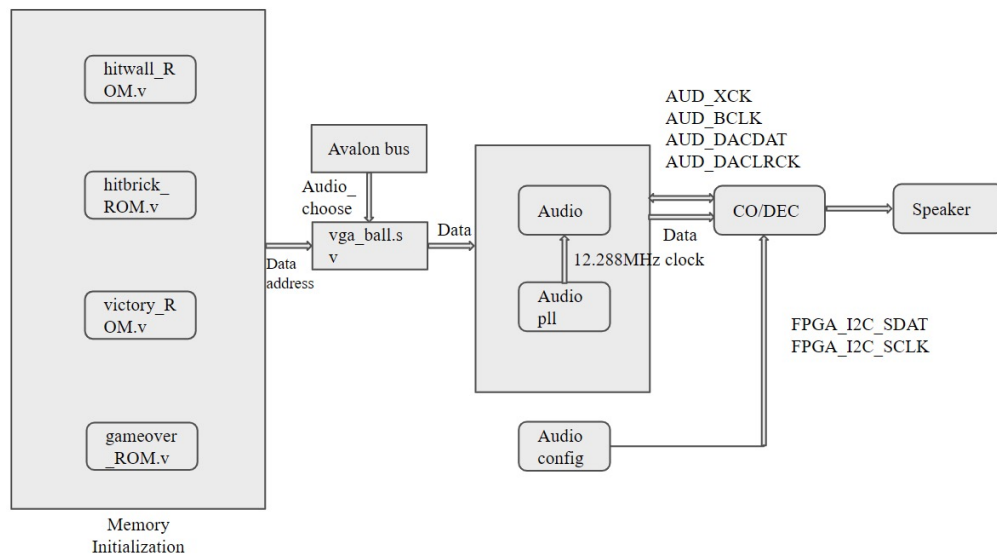 hitwall_R
OM.v
hitbrick_
ROM.v
victory_R
OM.v
gameover
_ROM.v
Memory
Initialization
Data
address
Avalon bus
Audio_
choose
vga_ball.s
v
Data
Audio
12.288MHz clock
Audio
pll
Audio
config
AUD_XCK
AUD_BCLK
AUD_DACDAT
AUD_DACLRCK
Data
CO/DEC
Speaker
FPGA_I2C_SDAT
FPGA_I2C_SCLK